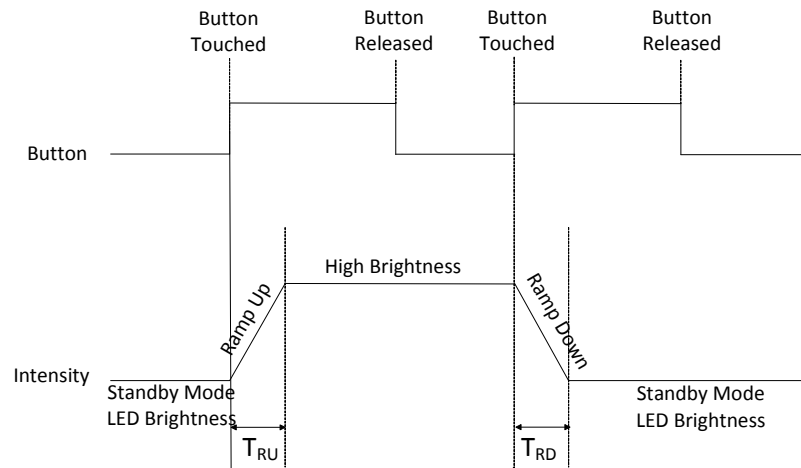 Button
Touched
Button
Released
Button
Touched
Button
Released
Button
High Brightness
Ramp Up
Ramp Down
Intensity
Standby Mode
LED Brightness
Standby Mode
LED Brightness
TRU
TRD